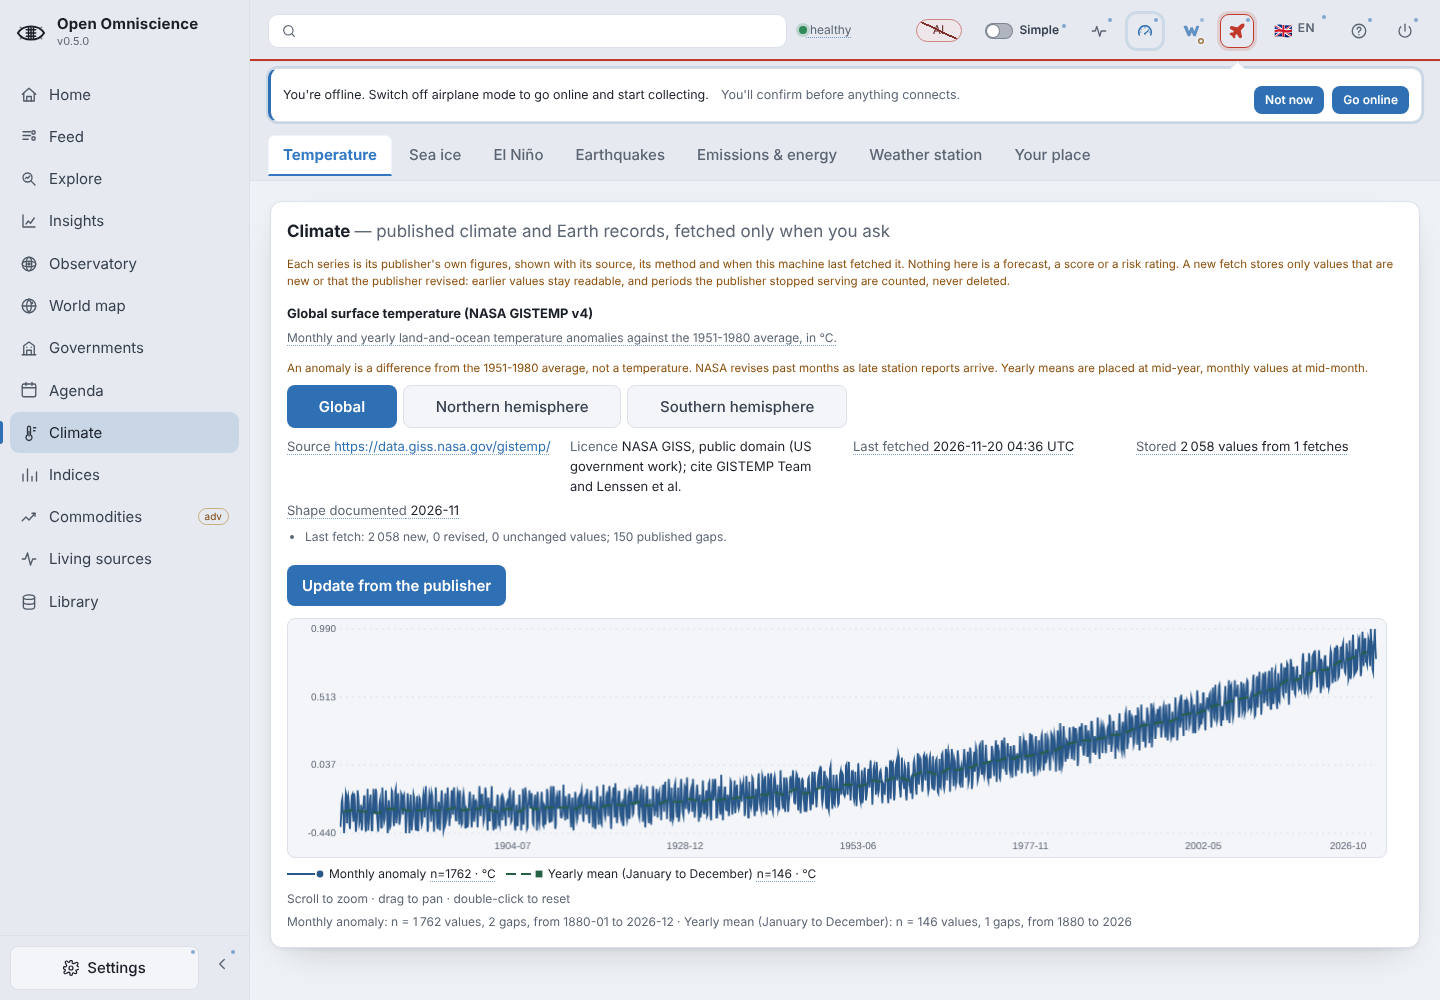 Open Omniscience
v0.5.0
healthy
AI
Simple
W
EN
You're offline. Switch off airplane mode to go online and start collecting. You'll confirm before anything connects.
Not now
Go online
Home
Feed
Explore
Insights
Observatory
World map
Governments
Agenda
Climate
Indices
Commodities adv
Living sources
Library
Settings
Temperature Sea ice El Niño Earthquakes Emissions & energy Weather station Your place
Climate — published climate and Earth records, fetched only when you ask
Each series is its publisher's own figures, shown with its source, its method and when this machine last fetched it. Nothing here is a forecast, a score or a risk rating. A new fetch stores only values that are
new or that the publisher revised: earlier values stay readable, and periods the publisher stopped serving are counted, never deleted.
Global surface temperature (NASA GISTEMP v4)
Monthly and yearly land-and-ocean temperature anomalies against the 1951-1980 average, in °C.
An anomaly is a difference from the 1951-1980 average, not a temperature. NASA revises past months as late station reports arrive. Yearly means are placed at mid-year, monthly values at mid-month.
Global Northern hemisphere Southern hemisphere
Source https://data.giss.nasa.gov/gistemp/
Licence NASA GISS, public domain (US
government work); cite GISTEMP Team
and Lenssen et al.
Last fetched 2026-11-20 04:36 UTC
Stored 2 058 values from 1 fetches
Shape documented 2026-11
Last fetch: 2 058 new, 0 revised, 0 unchanged values; 150 published gaps.
Update from the publisher
0.990
0.513
0.037
-0.440
1904-07 1928-12 1953-06 1977-11 2002-05 2026-10
Monthly anomaly n=1762 · °C Yearly mean (January to December) n=146 · °C
Scroll to zoom · drag to pan · double-click to reset
Monthly anomaly: n = 1 762 values, 2 gaps, from 1880-01 to 2026-12 · Yearly mean (January to December): n = 146 values, 1 gaps, from 1880 to 2026